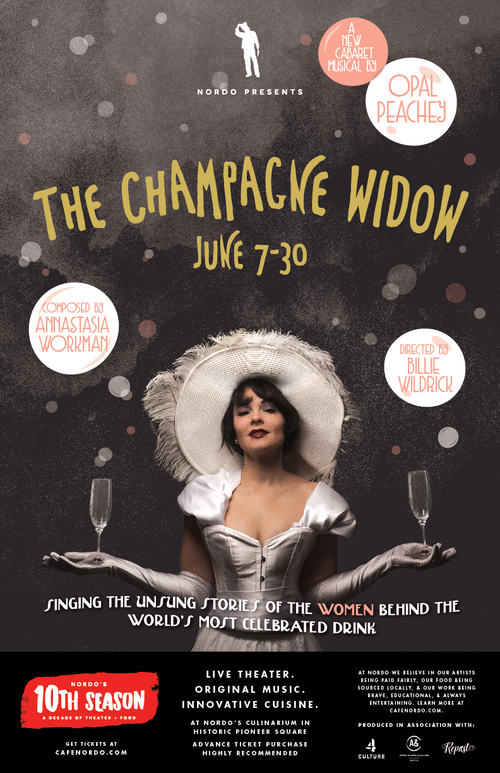 NORDO PRESENTS
A
NEW
CABARET
MUSICAL BY
OPAL
PEACHEY
THE CHAMPAGNE WIDOW
JUNE 7-30
COMPOSED BY
ANNASTASIA
WORKMAN
DIRECTED BY
BILLIE
WILDRICK
SINGING THE UNSUNG STORIES OF THE WOMEN BEHIND THE
WORLD'S MOST CELEBRATED DRINK
NORDO'S
10TH SEASON
A DECADE OF THEATER + FOOD
GET TICKETS AT
CAFENORDO.COM
LIVE THEATER.
ORIGINAL MUSIC.
INNOVATIVE CUISINE.
AT NORDO'S CULINARIUM IN
HISTORIC PIONEER SQUARE
ADVANCE TICKET PURCHASE
HIGHLY RECOMMENDED
AT NORDO WE BELIEVE IN OUR ARTISTS
BEING PAID FAIRLY, OUR FOOD BEING
SOURCED LOCALLY, & OUR WORK BEING
BRAVE, EDUCATIONAL, & ALWAYS
ENTERTAINING. LEARN MORE AT
CAFENORDO.COM.
PRODUCED IN ASSOCIATION WITH:
4
CULTURE
Repast